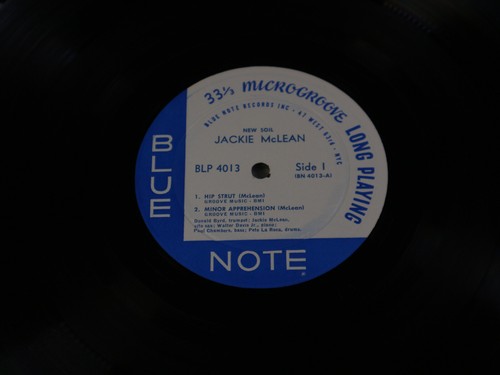 33 1/3 MICROGROOVE LONG PLAYING
BLUE NOTE RECORDS INC · 47 WEST 63rd · NYC
NEW SOIL
JACKIE McLEAN
BLP 4013
Side 1
(BN 4013-A)
1. HIP STRUT (McLean)
GROOVE MUSIC - BMI
2. MINOR APPREHENSION (McLean)
GROOVE MUSIC - BMI
Donald Byrd, trumpet; Jackie McLean,
alto sax; Walter Davis Jr., piano;
Paul Chambers, bass; Pete La Roca, drums.
BLUE
NOTE